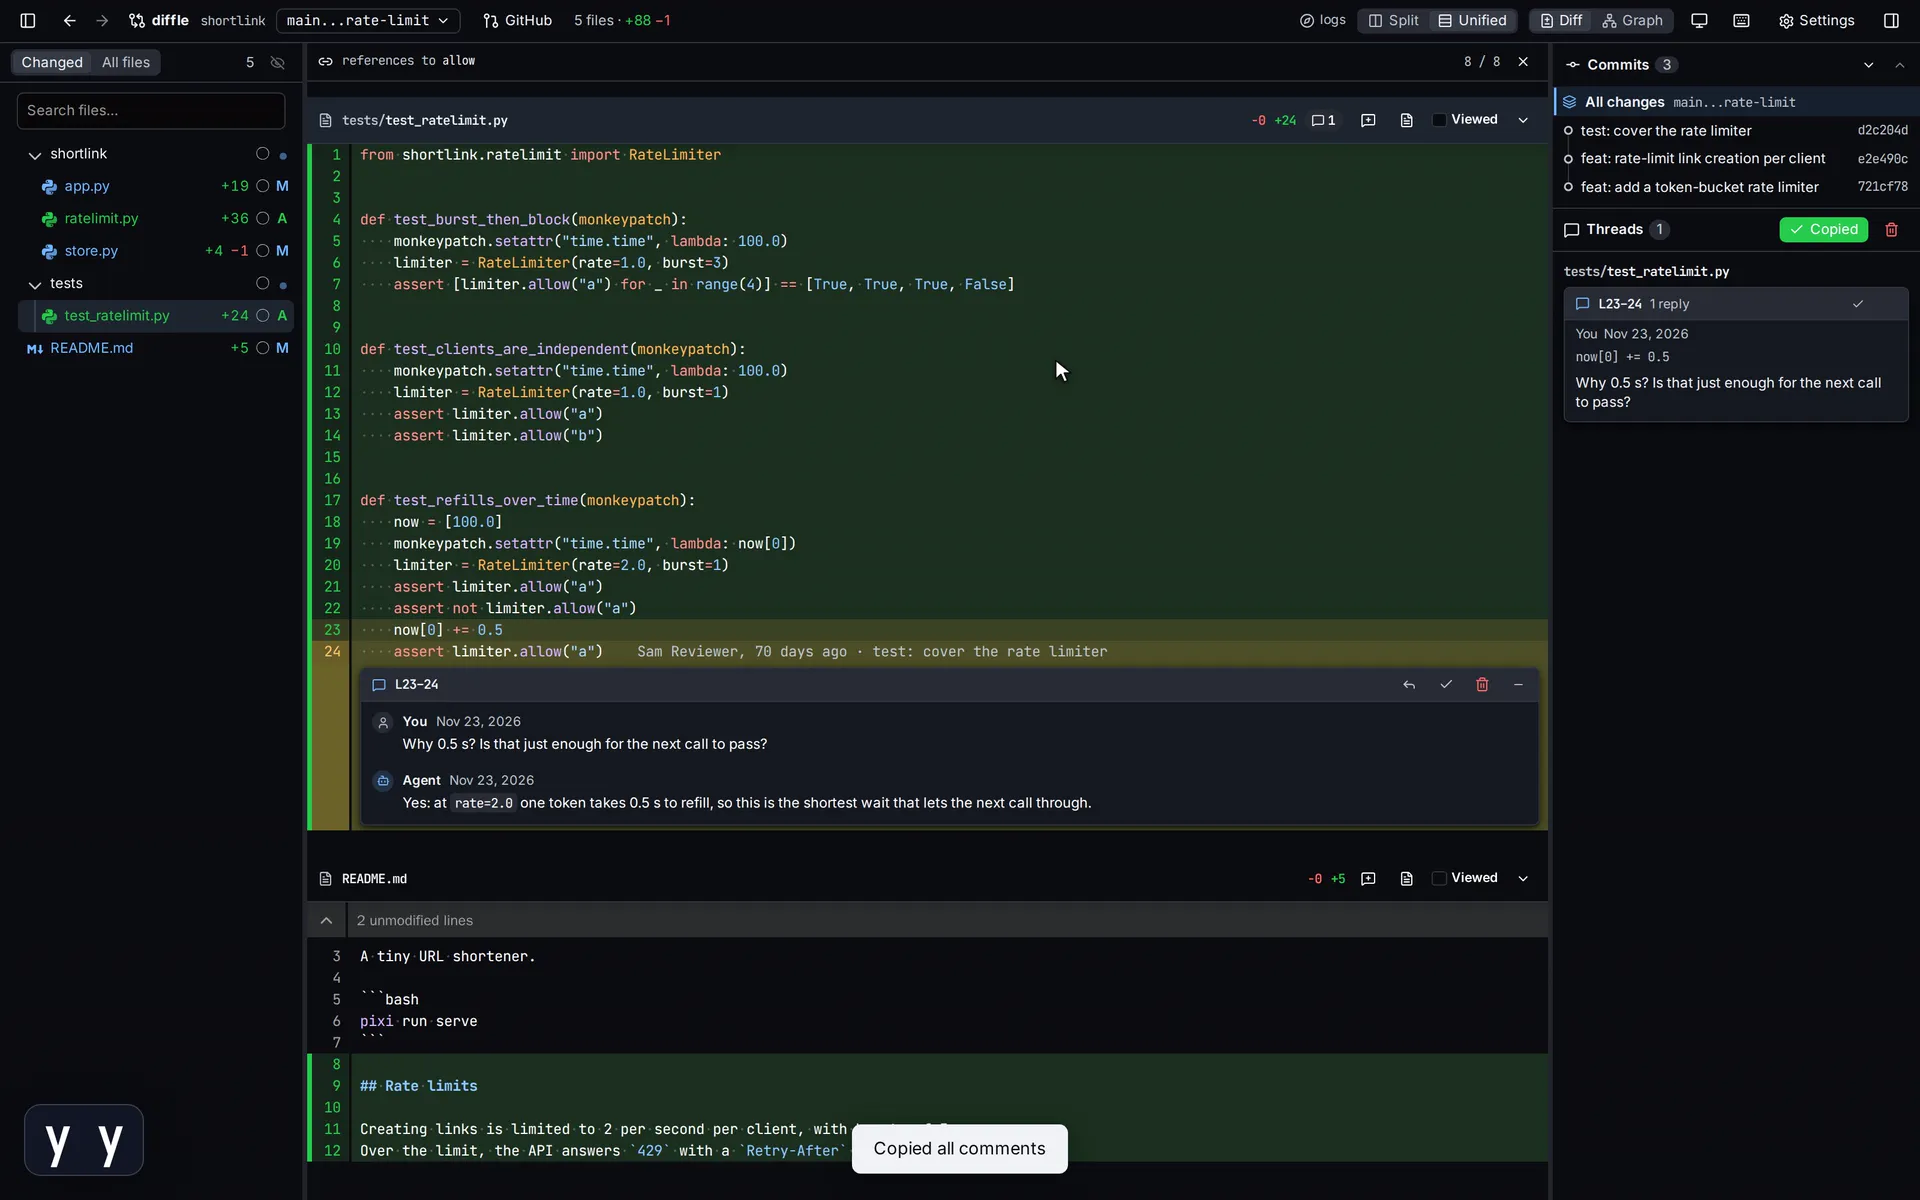 diffle shortlink main...rate-limit GitHub 5 files · +88 −1 logs Split Unified Diff Graph Settings
Changed All files 5
Search files...
shortlink
app.py +19 M
ratelimit.py +36 A
store.py +4 −1 M
tests
test_ratelimit.py +24 A
README.md +5 M
references to allow 8 / 8
tests/test_ratelimit.py -0 +24 1 Viewed
1 from shortlink.ratelimit import RateLimiter
2
3
4 def test_burst_then_block(monkeypatch):
5 ····monkeypatch.setattr("time.time", lambda: 100.0)
6 ····limiter = RateLimiter(rate=1.0, burst=3)
7 ····assert [limiter.allow("a") for _ in range(4)] == [True, True, True, False]
8
9
10 def test_clients_are_independent(monkeypatch):
11 ····monkeypatch.setattr("time.time", lambda: 100.0)
12 ····limiter = RateLimiter(rate=1.0, burst=1)
13 ····assert limiter.allow("a")
14 ····assert limiter.allow("b")
15
16
17 def test_refills_over_time(monkeypatch):
18 ····now = [100.0]
19 ····monkeypatch.setattr("time.time", lambda: now[0])
20 ····limiter = RateLimiter(rate=2.0, burst=1)
21 ····assert limiter.allow("a")
22 ····assert not limiter.allow("a")
23 ····now[0] += 0.5
24 ····assert limiter.allow("a") Sam Reviewer, 70 days ago · test: cover the rate limiter
L23–24
You Nov 23, 2026
Why 0.5 s? Is that just enough for the next call to pass?
Agent Nov 23, 2026
Yes: at rate=2.0 one token takes 0.5 s to refill, so this is the shortest wait that lets the next call through.
README.md -0 +5 Viewed
2 unmodified lines
3 A tiny URL shortener.
4
5 ```bash
6 pixi run serve
7 ```
8
9 ## Rate limits
10
11 Creating links is limited to 2 per second per client, with
12 Over the limit, the API answers `429` with a `Retry-After`
Copied all comments
y y
Commits 3
All changes main...rate-limit
test: cover the rate limiter d2c204d
feat: rate-limit link creation per client e2e490c
feat: add a token-bucket rate limiter 721cf78
Threads 1 Copied
tests/test_ratelimit.py
L23–24 1 reply
You Nov 23, 2026
now[0] += 0.5
Why 0.5 s? Is that just enough for the next call
to pass?